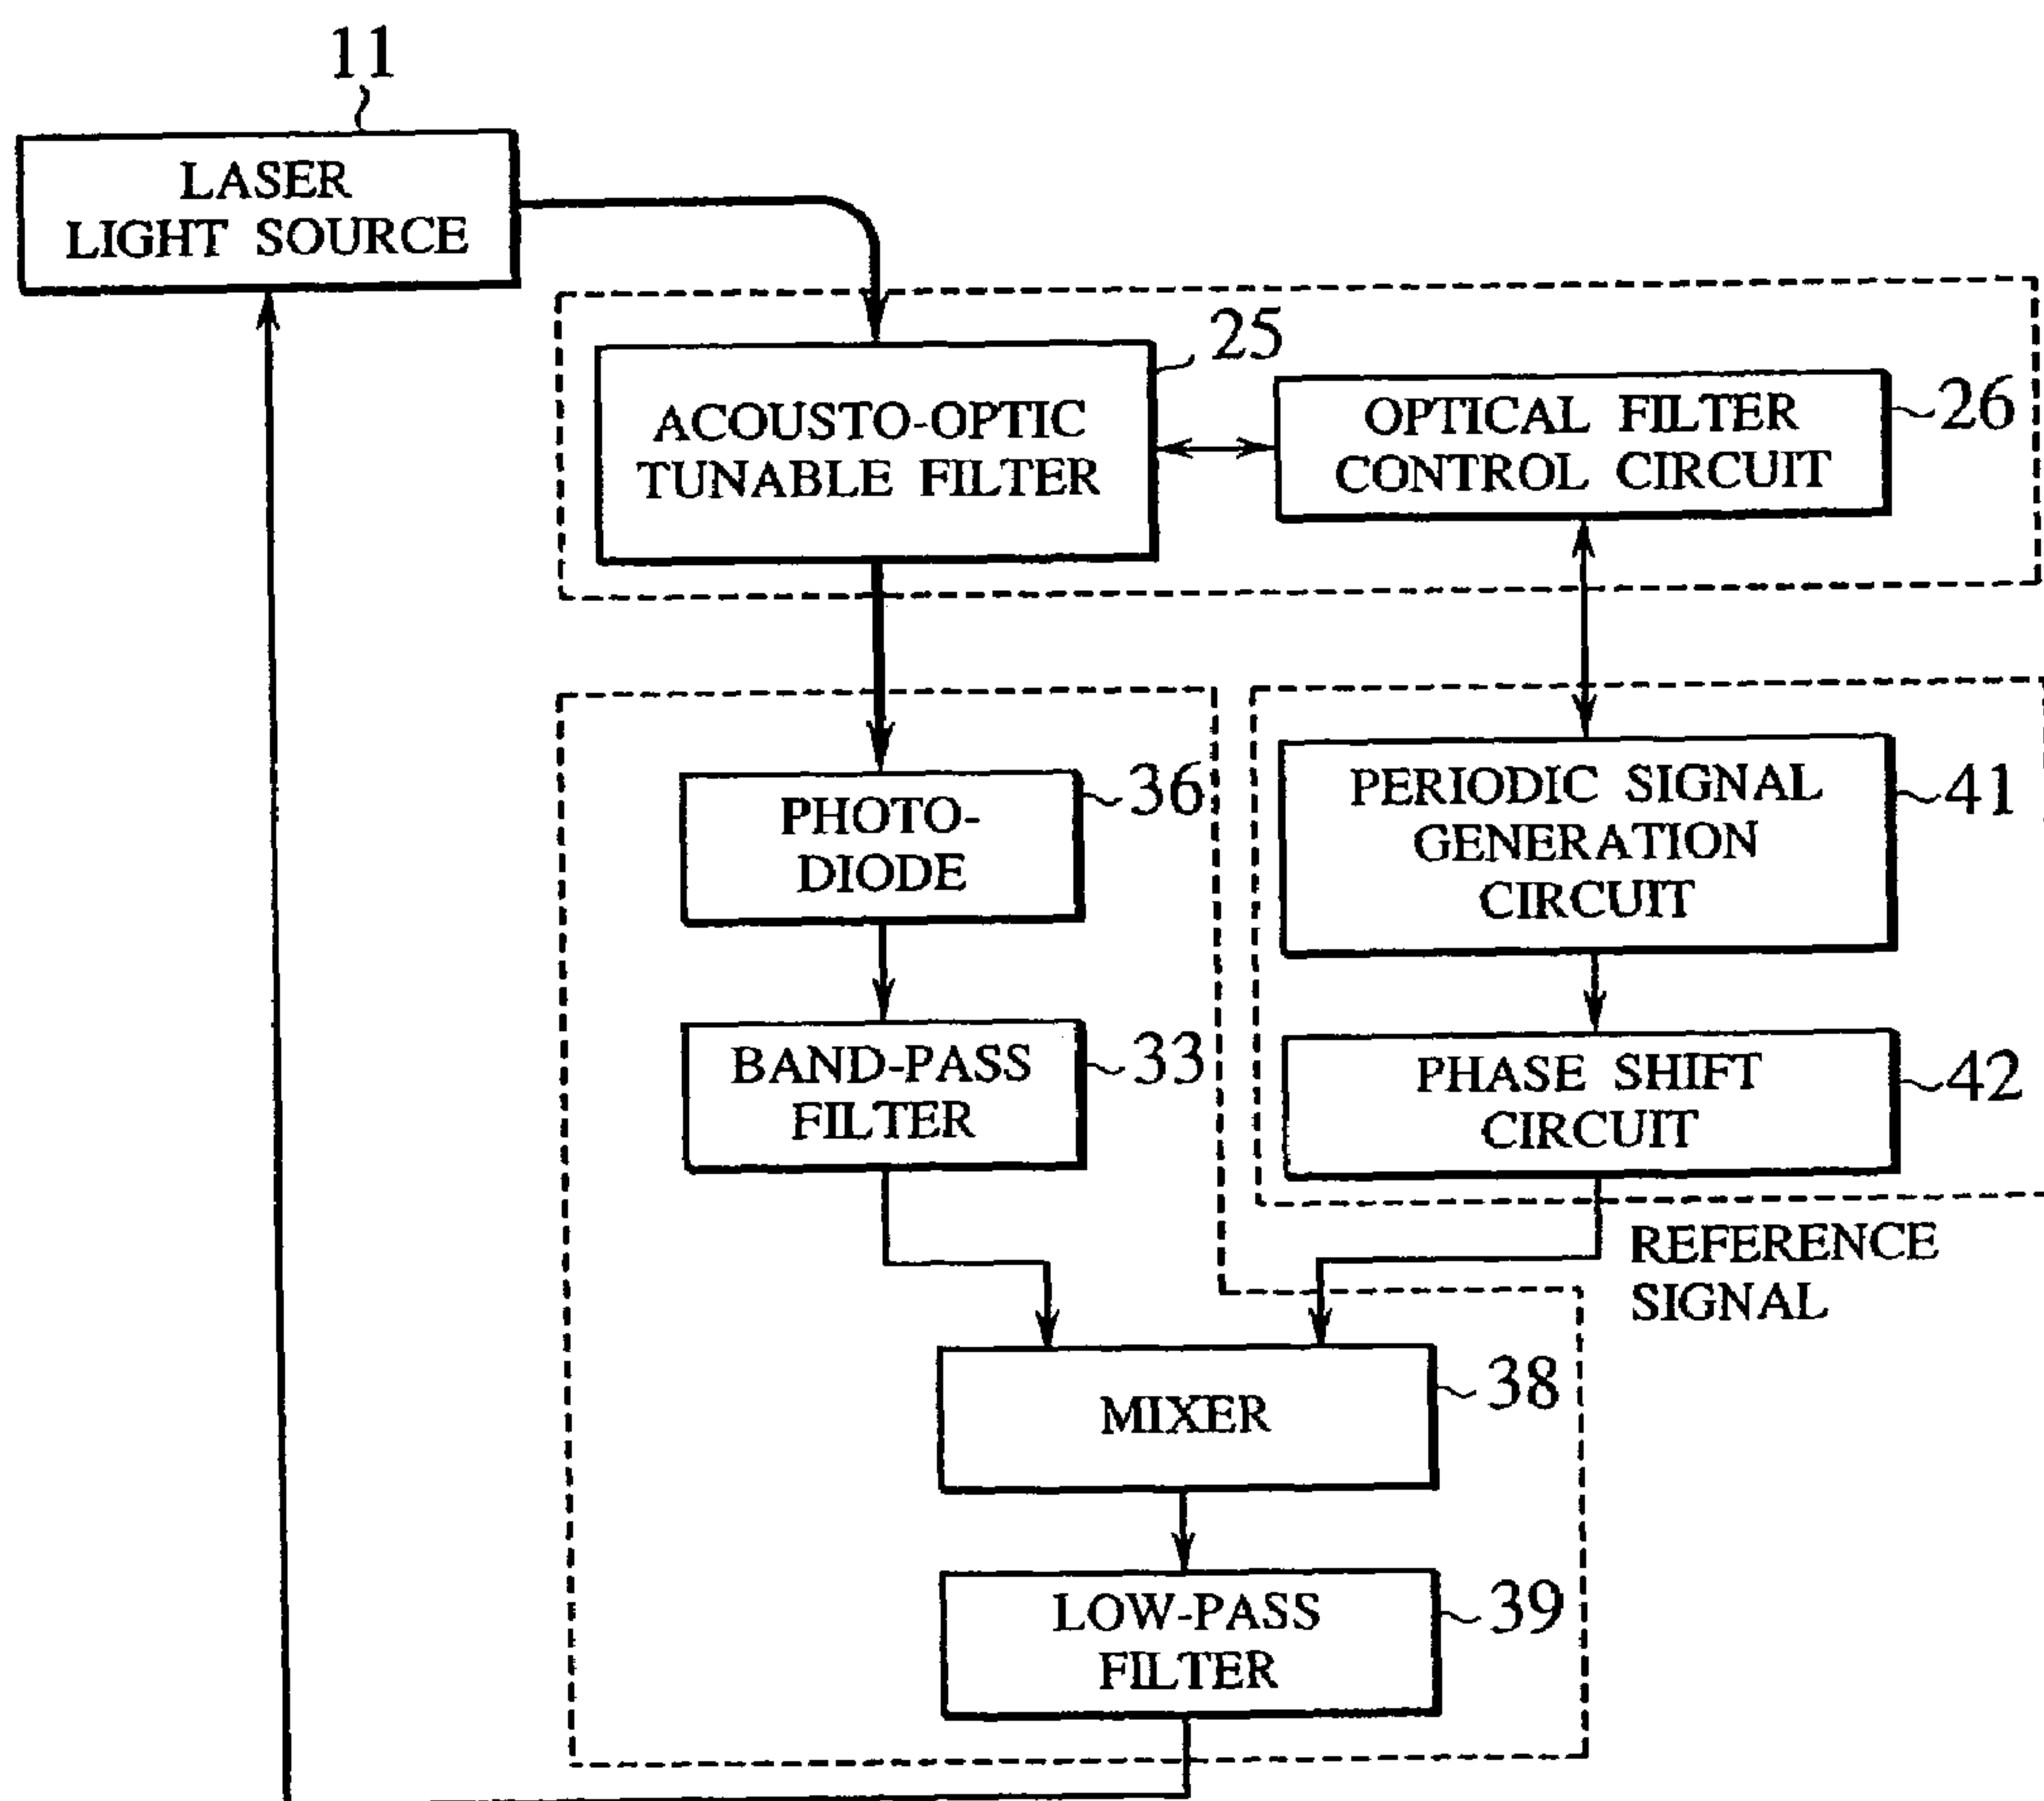 11
LASER
LIGHT SOURCE
25
ACOUSTO-OPTIC
TUNABLE FILTER
OPTICAL FILTER
CONTROL CIRCUIT
26
PHOTO-
DIODE
36
PERIODIC SIGNAL
GENERATION
CIRCUIT
41
BAND-PASS
FILTER
33
PHASE SHIFT
CIRCUIT
42
REFERENCE
SIGNAL
MIXER
38
LOW-PASS
FILTER
39